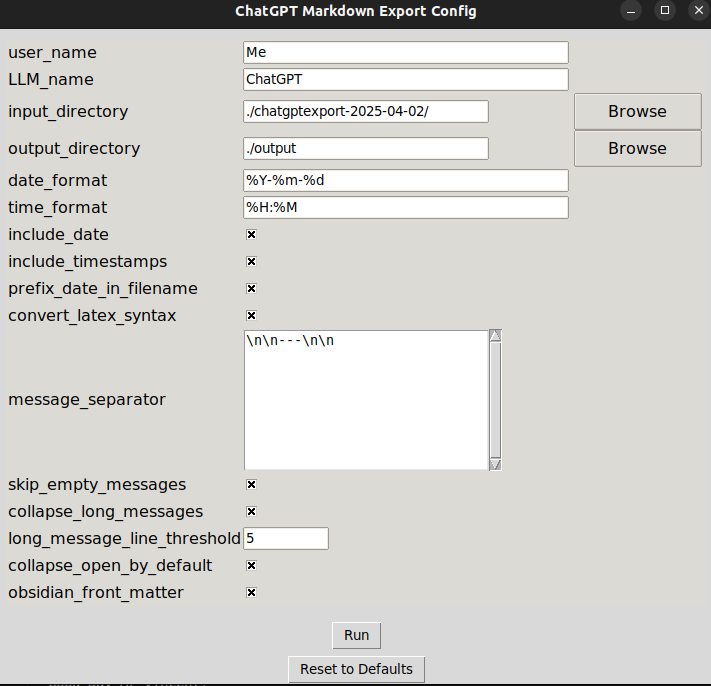 ChatGPT Markdown Export Config
user_name Me
LLM_name ChatGPT
input_directory ./chatgptexport-2025-04-02/ Browse
output_directory ./output Browse
date_format %Y-%m-%d
time_format %H:%M
include_date
include_timestamps
prefix_date_in_filename
convert_latex_syntax
message_separator \n\n---\n\n
skip_empty_messages
collapse_long_messages
long_message_line_threshold 5
collapse_open_by_default
obsidian_front_matter
Run
Reset to Defaults